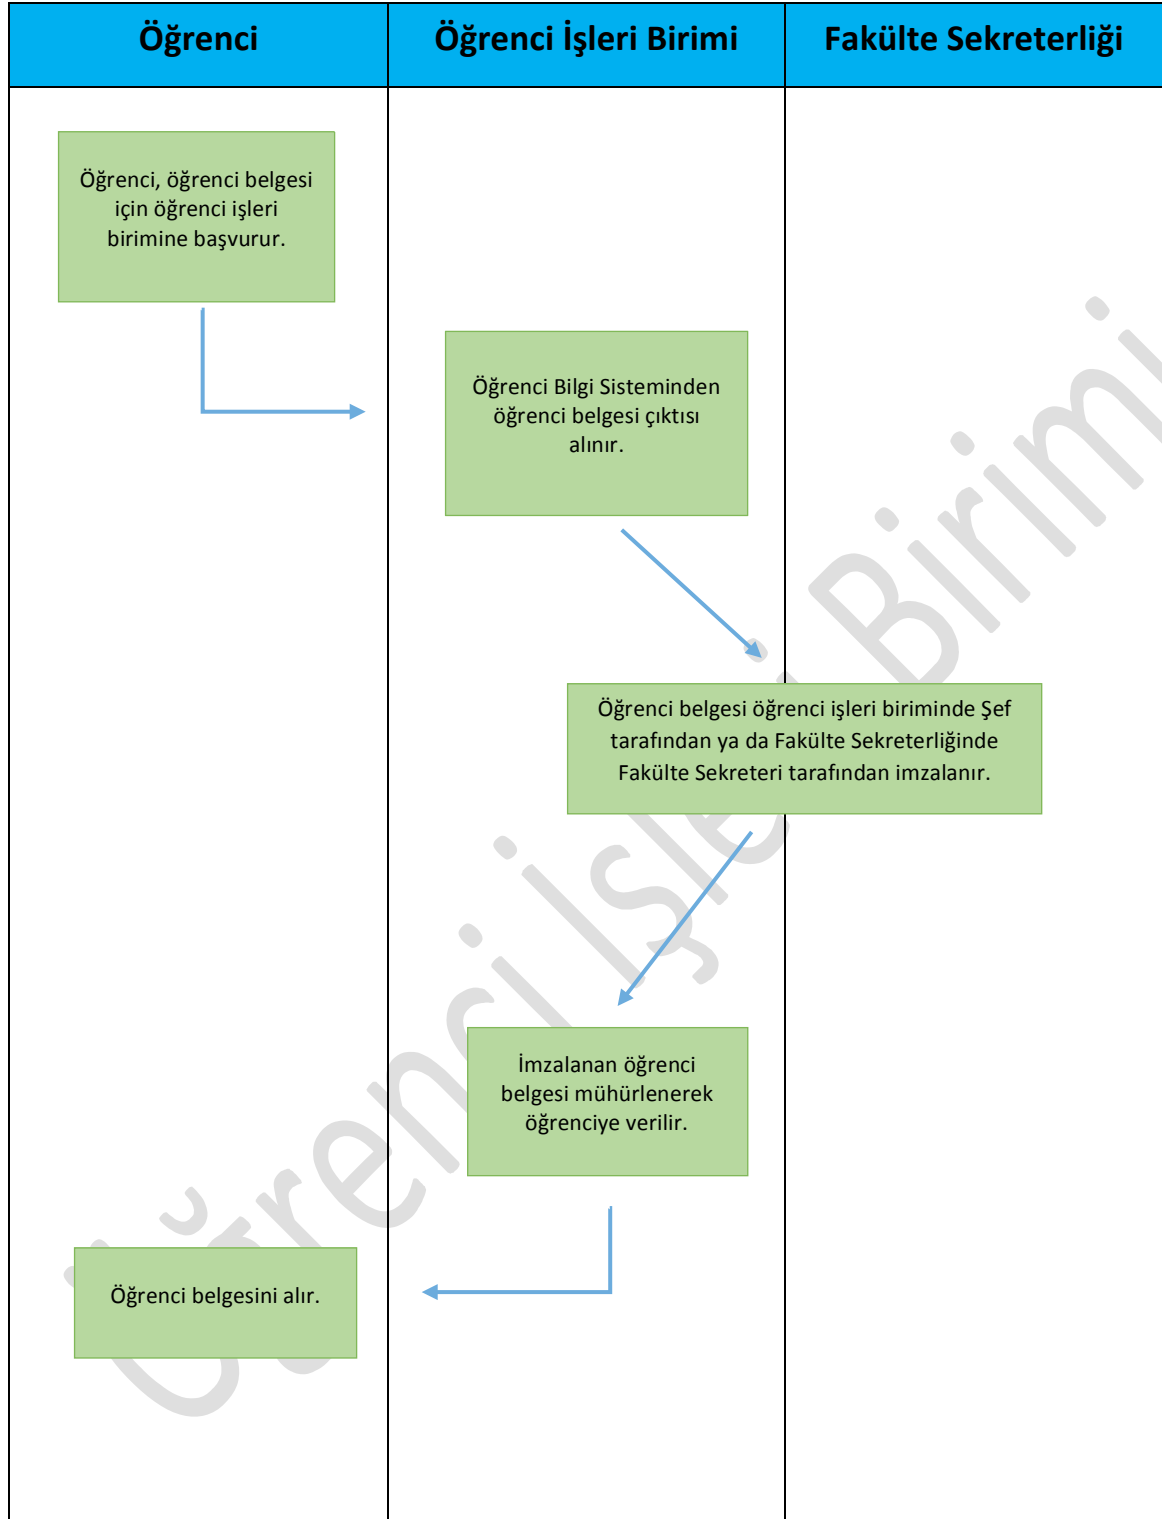 Öğrenci
Öğrenci İşleri Birimi
Fakülte Sekreterliği
Öğrenci, öğrenci belgesi
için öğrenci işleri
birimine başvurur.
Öğrenci Bilgi Sisteminden
öğrenci belgesi çıktısı
alınır.
Öğrenci belgesi öğrenci işleri biriminde Şef
tarafından ya da Fakülte Sekreterliğinde
Fakülte Sekreteri tarafından imzalanır.
İmzalanan öğrenci
belgesi mühürlenerek
öğrenciye verilir.
Öğrenci belgesini alır.
Öğrenci İşleri Birimi